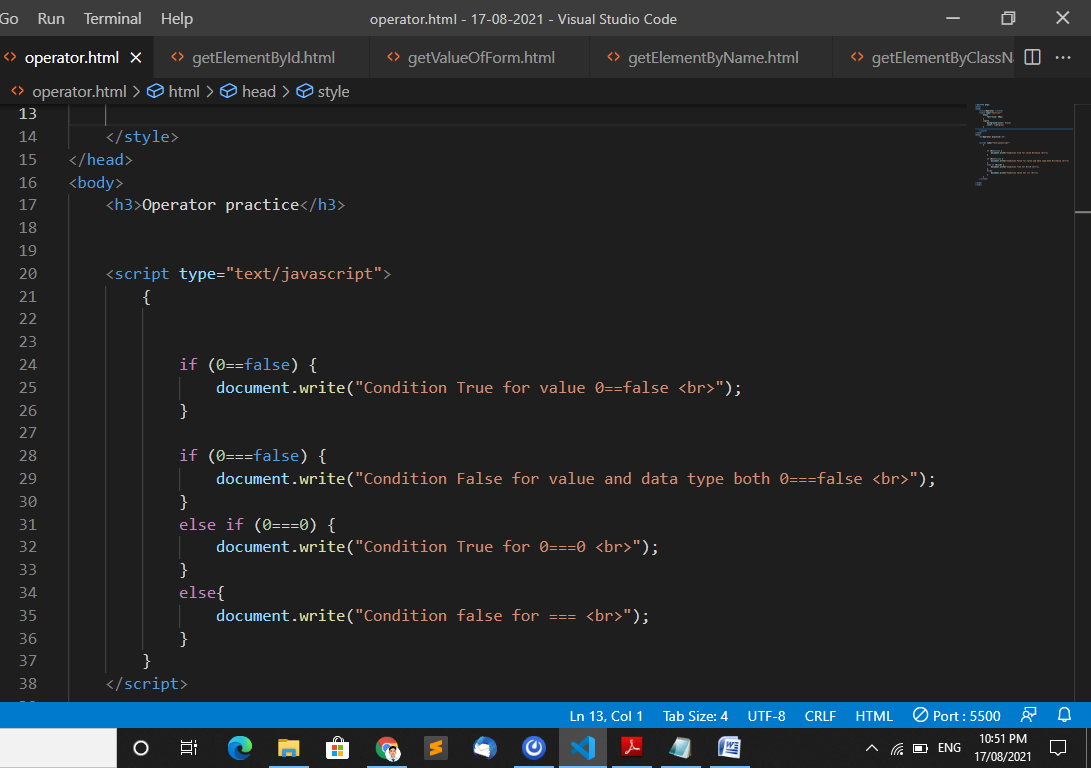 Go Run Terminal Help operator.html - 17-08-2021 - Visual Studio Code
operator.html getElementById.html getValueOfForm.html getElementByName.html getElementByClassN
operator.html > html > head > style
13
14 </style>
15 </head>
16 <body>
17 <h3>Operator practice</h3>
18
19
20 <script type="text/javascript">
21 {
22
23
24 if (0==false) {
25 document.write("Condition True for value 0==false <br>");
26 }
27
28 if (0===false) {
29 document.write("Condition False for value and data type both 0===false <br>");
30 }
31 else if (0===0) {
32 document.write("Condition True for 0===0 <br>");
33 }
34 else{
35 document.write("Condition false for === <br>");
36 }
37 }
38 </script>
Ln 13, Col 1 Tab Size: 4 UTF-8 CRLF HTML Port : 5500
ENG 10:51 PM
17/08/2021